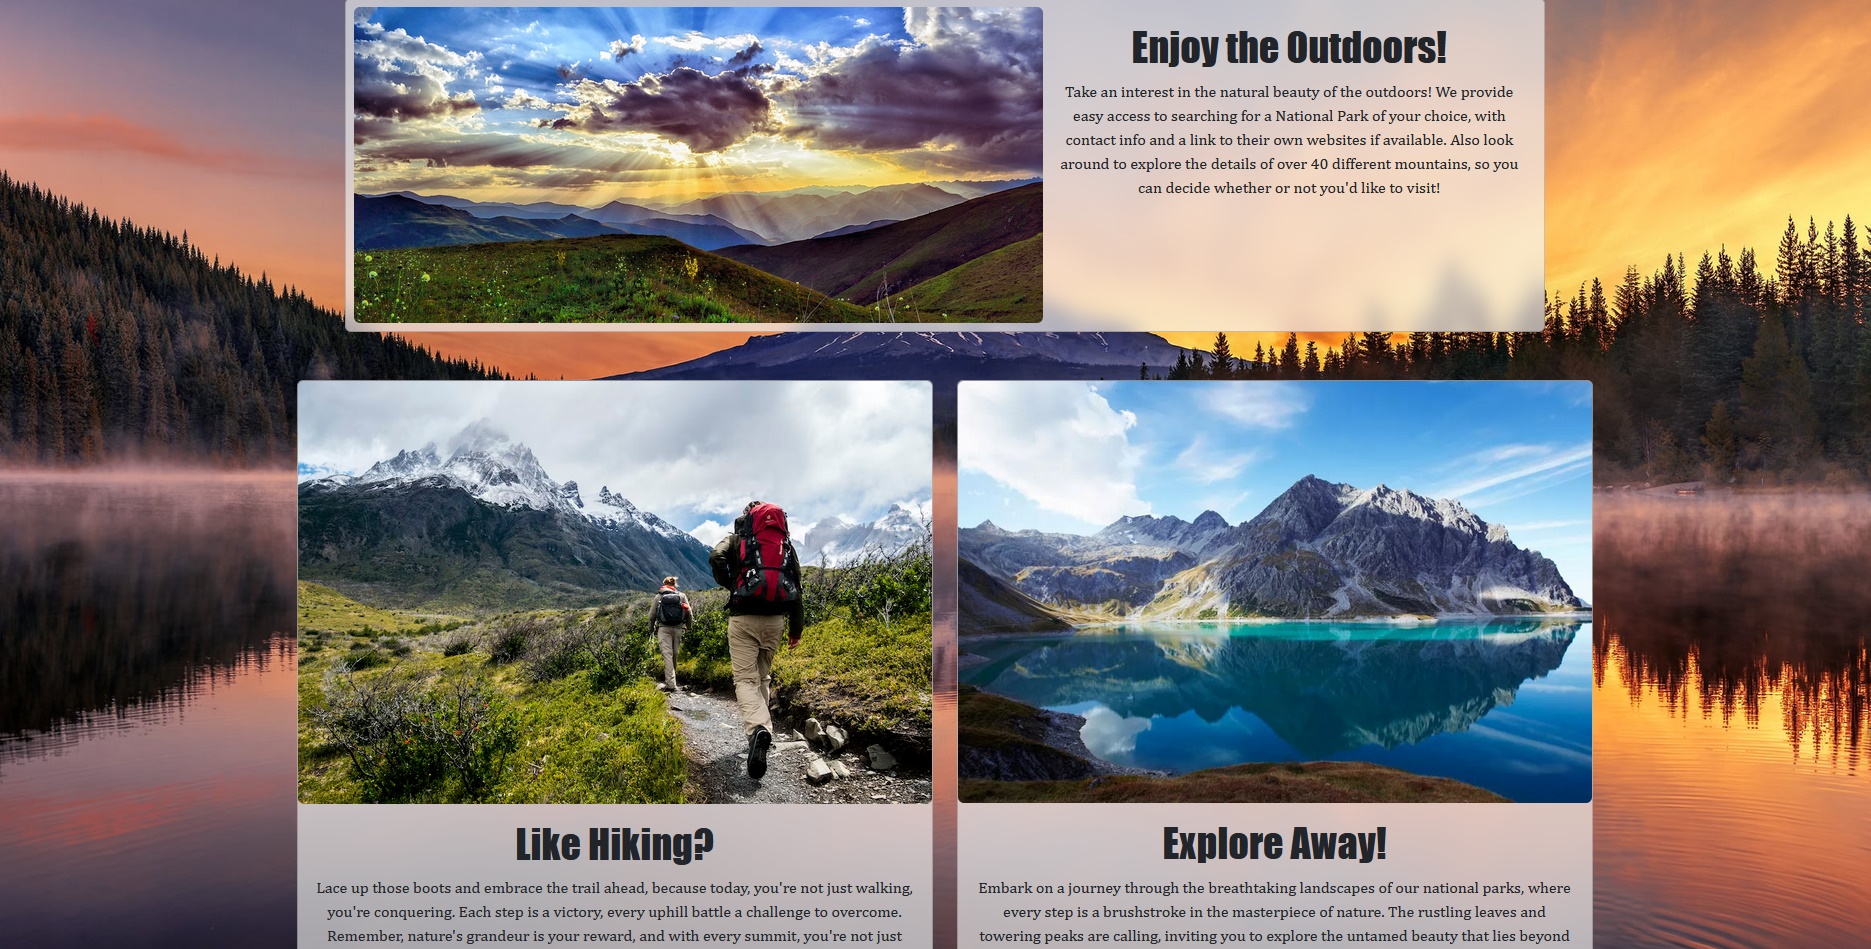 Enjoy the Outdoors!
Take an interest in the natural beauty of the outdoors! We provide
easy access to searching for a National Park of your choice, with
contact info and a link to their own websites if available. Also look
around to explore the details of over 40 different mountains, so you
can decide whether or not you'd like to visit!
Like Hiking?
Lace up those boots and embrace the trail ahead, because today, you're not just walking,
you're conquering. Each step is a victory, every uphill battle a challenge to overcome.
Remember, nature's grandeur is your reward, and with every summit, you're not just
Explore Away!
Embark on a journey through the breathtaking landscapes of our national parks, where
every step is a brushstroke in the masterpiece of nature. The rustling leaves and
towering peaks are calling, inviting you to explore the untamed beauty that lies beyond